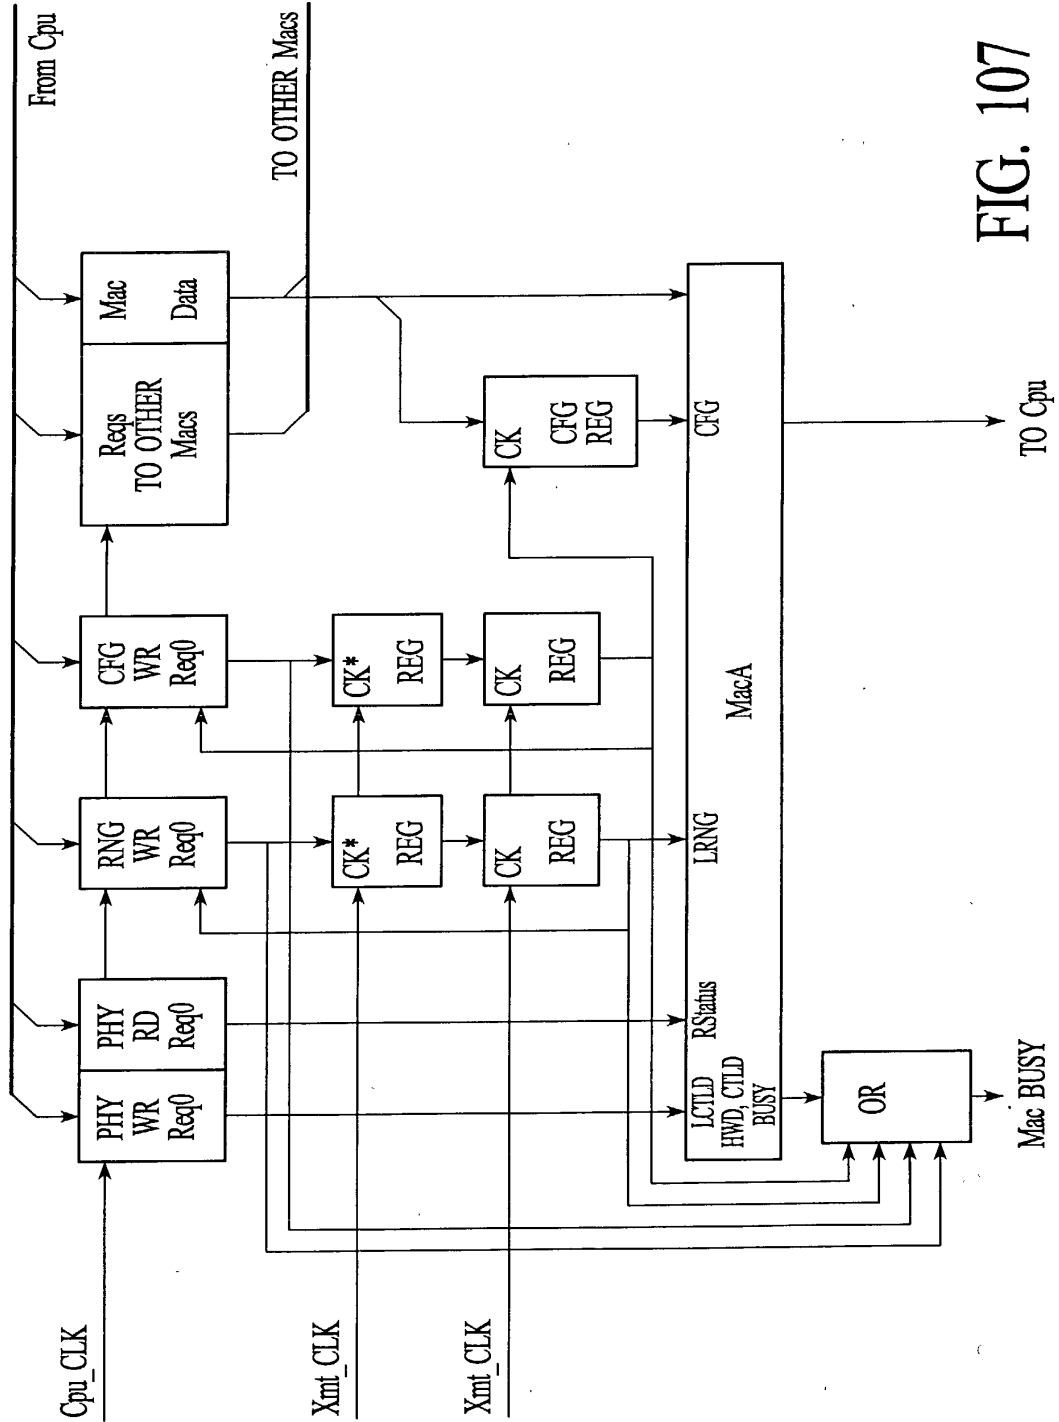 From Cpu
TO OTHER Macs
Cpu_CLK
PHY
WR
Req0
PHY
RD
Req0
RNG
WR
Req0
CFG
WR
Req0
Reqs
TO OTHER
Macs
Mac
Data
Xmt_CLK
CK*
REG
CK*
REG
Xmt_CLK
CK
REG
CK
REG
CK
CFG
REG
LCTLD
HWD, CTLD
BUSY
RStatus
LRNG
MacA
CFG
OR
Mac BUSY
TO Cpu
FIG. 107